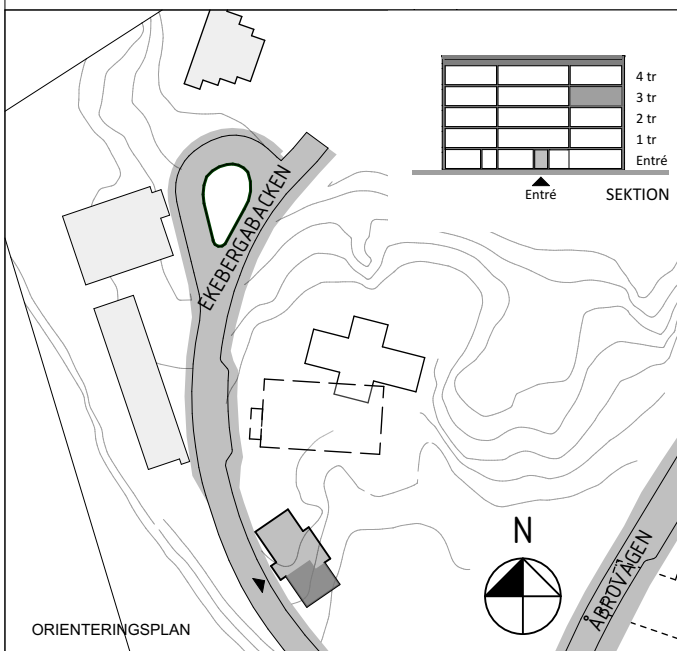 4 tr
3 tr
2 tr
1 tr
Entré
Entré
SEKTION
EKEBERGABACKEN
N
ÅBROVÄGEN
ORIENTERINGSPLAN